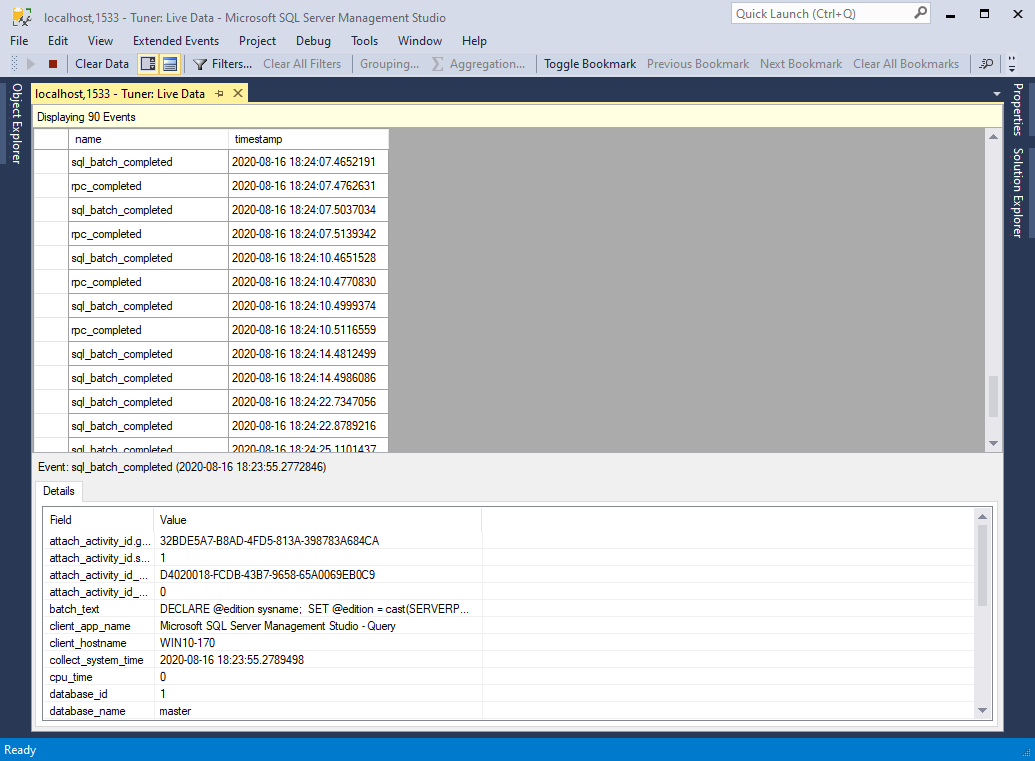 localhost,1533 - Tuner: Live Data - Microsoft SQL Server Management Studio
Quick Launch (Ctrl+Q)
File Edit View Extended Events Project Debug Tools Window Help
Clear Data Filters... Clear All Filters Grouping... Aggregation... Toggle Bookmark Previous Bookmark Next Bookmark Clear All Bookmarks
Object Explorer
localhost,1533 - Tuner: Live Data
Properties
Solution Explorer
Displaying 90 Events
name timestamp
sql_batch_completed 2020-08-16 18:24:07.4652191
rpc_completed 2020-08-16 18:24:07.4762631
sql_batch_completed 2020-08-16 18:24:07.5037034
rpc_completed 2020-08-16 18:24:07.5139342
sql_batch_completed 2020-08-16 18:24:10.4651528
rpc_completed 2020-08-16 18:24:10.4770830
sql_batch_completed 2020-08-16 18:24:10.4999374
rpc_completed 2020-08-16 18:24:10.5116559
sql_batch_completed 2020-08-16 18:24:14.4812499
sql_batch_completed 2020-08-16 18:24:14.4986086
sql_batch_completed 2020-08-16 18:24:22.7347056
sql_batch_completed 2020-08-16 18:24:22.8789216
sql_batch_completed 2020-08-16 18:24:25.1101437
Event: sql_batch_completed (2020-08-16 18:23:55.2772846)
Details
Field Value
attach_activity_id.g... 32BDE5A7-B8AD-4FD5-813A-398783A684CA
attach_activity_id.s... 1
attach_activity_id_... D4020018-FCDB-43B7-9658-65A0069EB0C9
attach_activity_id_... 0
batch_text DECLARE @edition sysname; SET @edition = cast(SERVERP...
client_app_name Microsoft SQL Server Management Studio - Query
client_hostname WIN10-170
collect_system_time 2020-08-16 18:23:55.2789498
cpu_time 0
database_id 1
database_name master
Ready